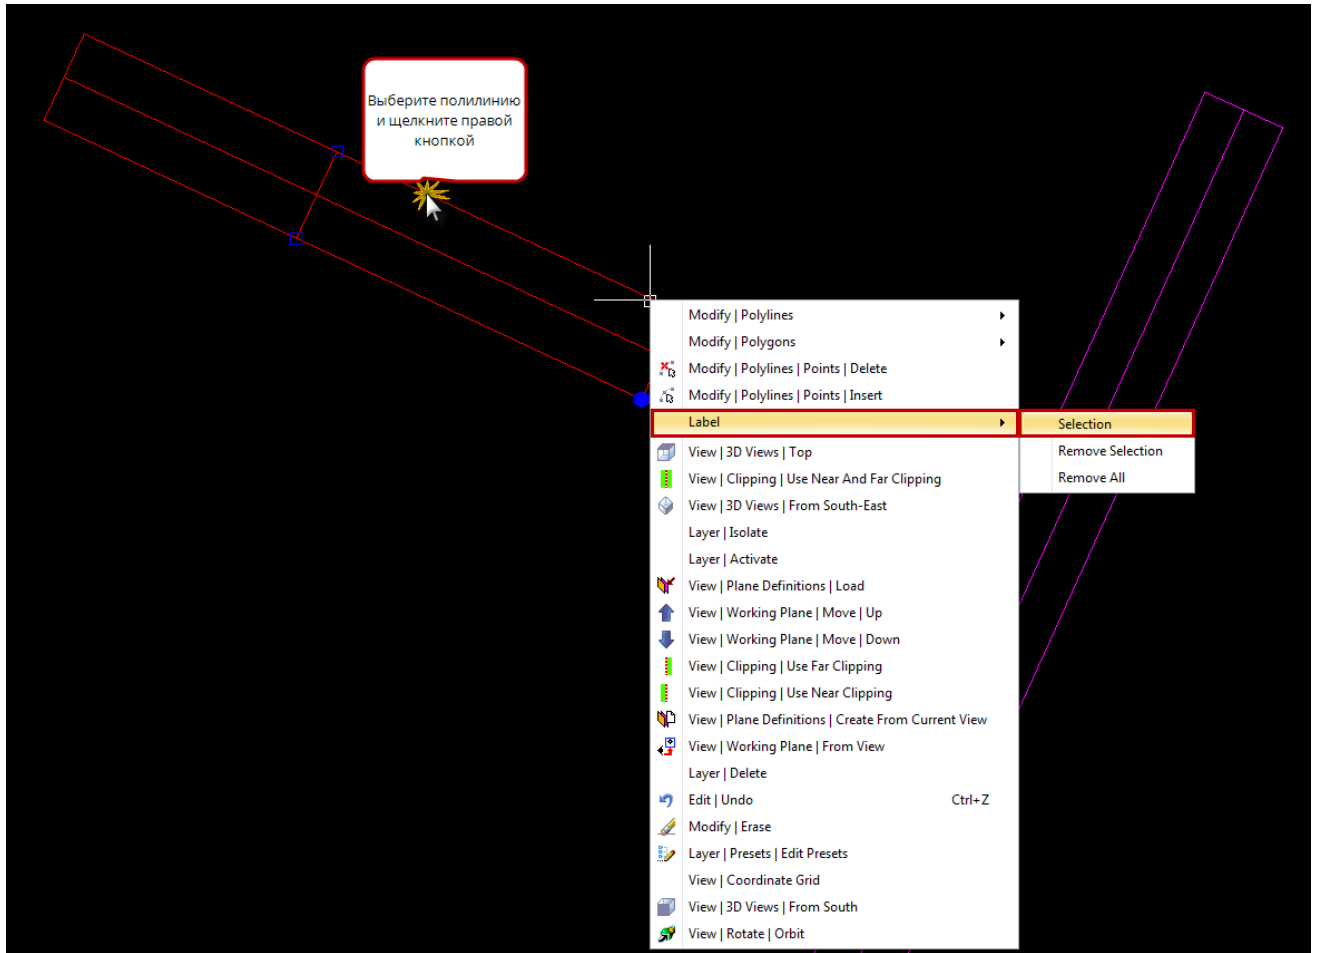 Выберите полилинию
и щелкните правой
кнопкой
Modify | Polylines
Modify | Polygons
Modify | Polylines | Points | Delete
Modify | Polylines | Points | Insert
Label
Selection
Remove Selection
Remove All
View | 3D Views | Top
View | Clipping | Use Near And Far Clipping
View | 3D Views | From South-East
Layer | Isolate
Layer | Activate
View | Plane Definitions | Load
View | Working Plane | Move | Up
View | Working Plane | Move | Down
View | Clipping | Use Far Clipping
View | Clipping | Use Near Clipping
View | Plane Definitions | Create From Current View
View | Working Plane | From View
Layer | Delete
Edit | Undo Ctrl+Z
Modify | Erase
Layer | Presets | Edit Presets
View | Coordinate Grid
View | 3D Views | From South
View | Rotate | Orbit